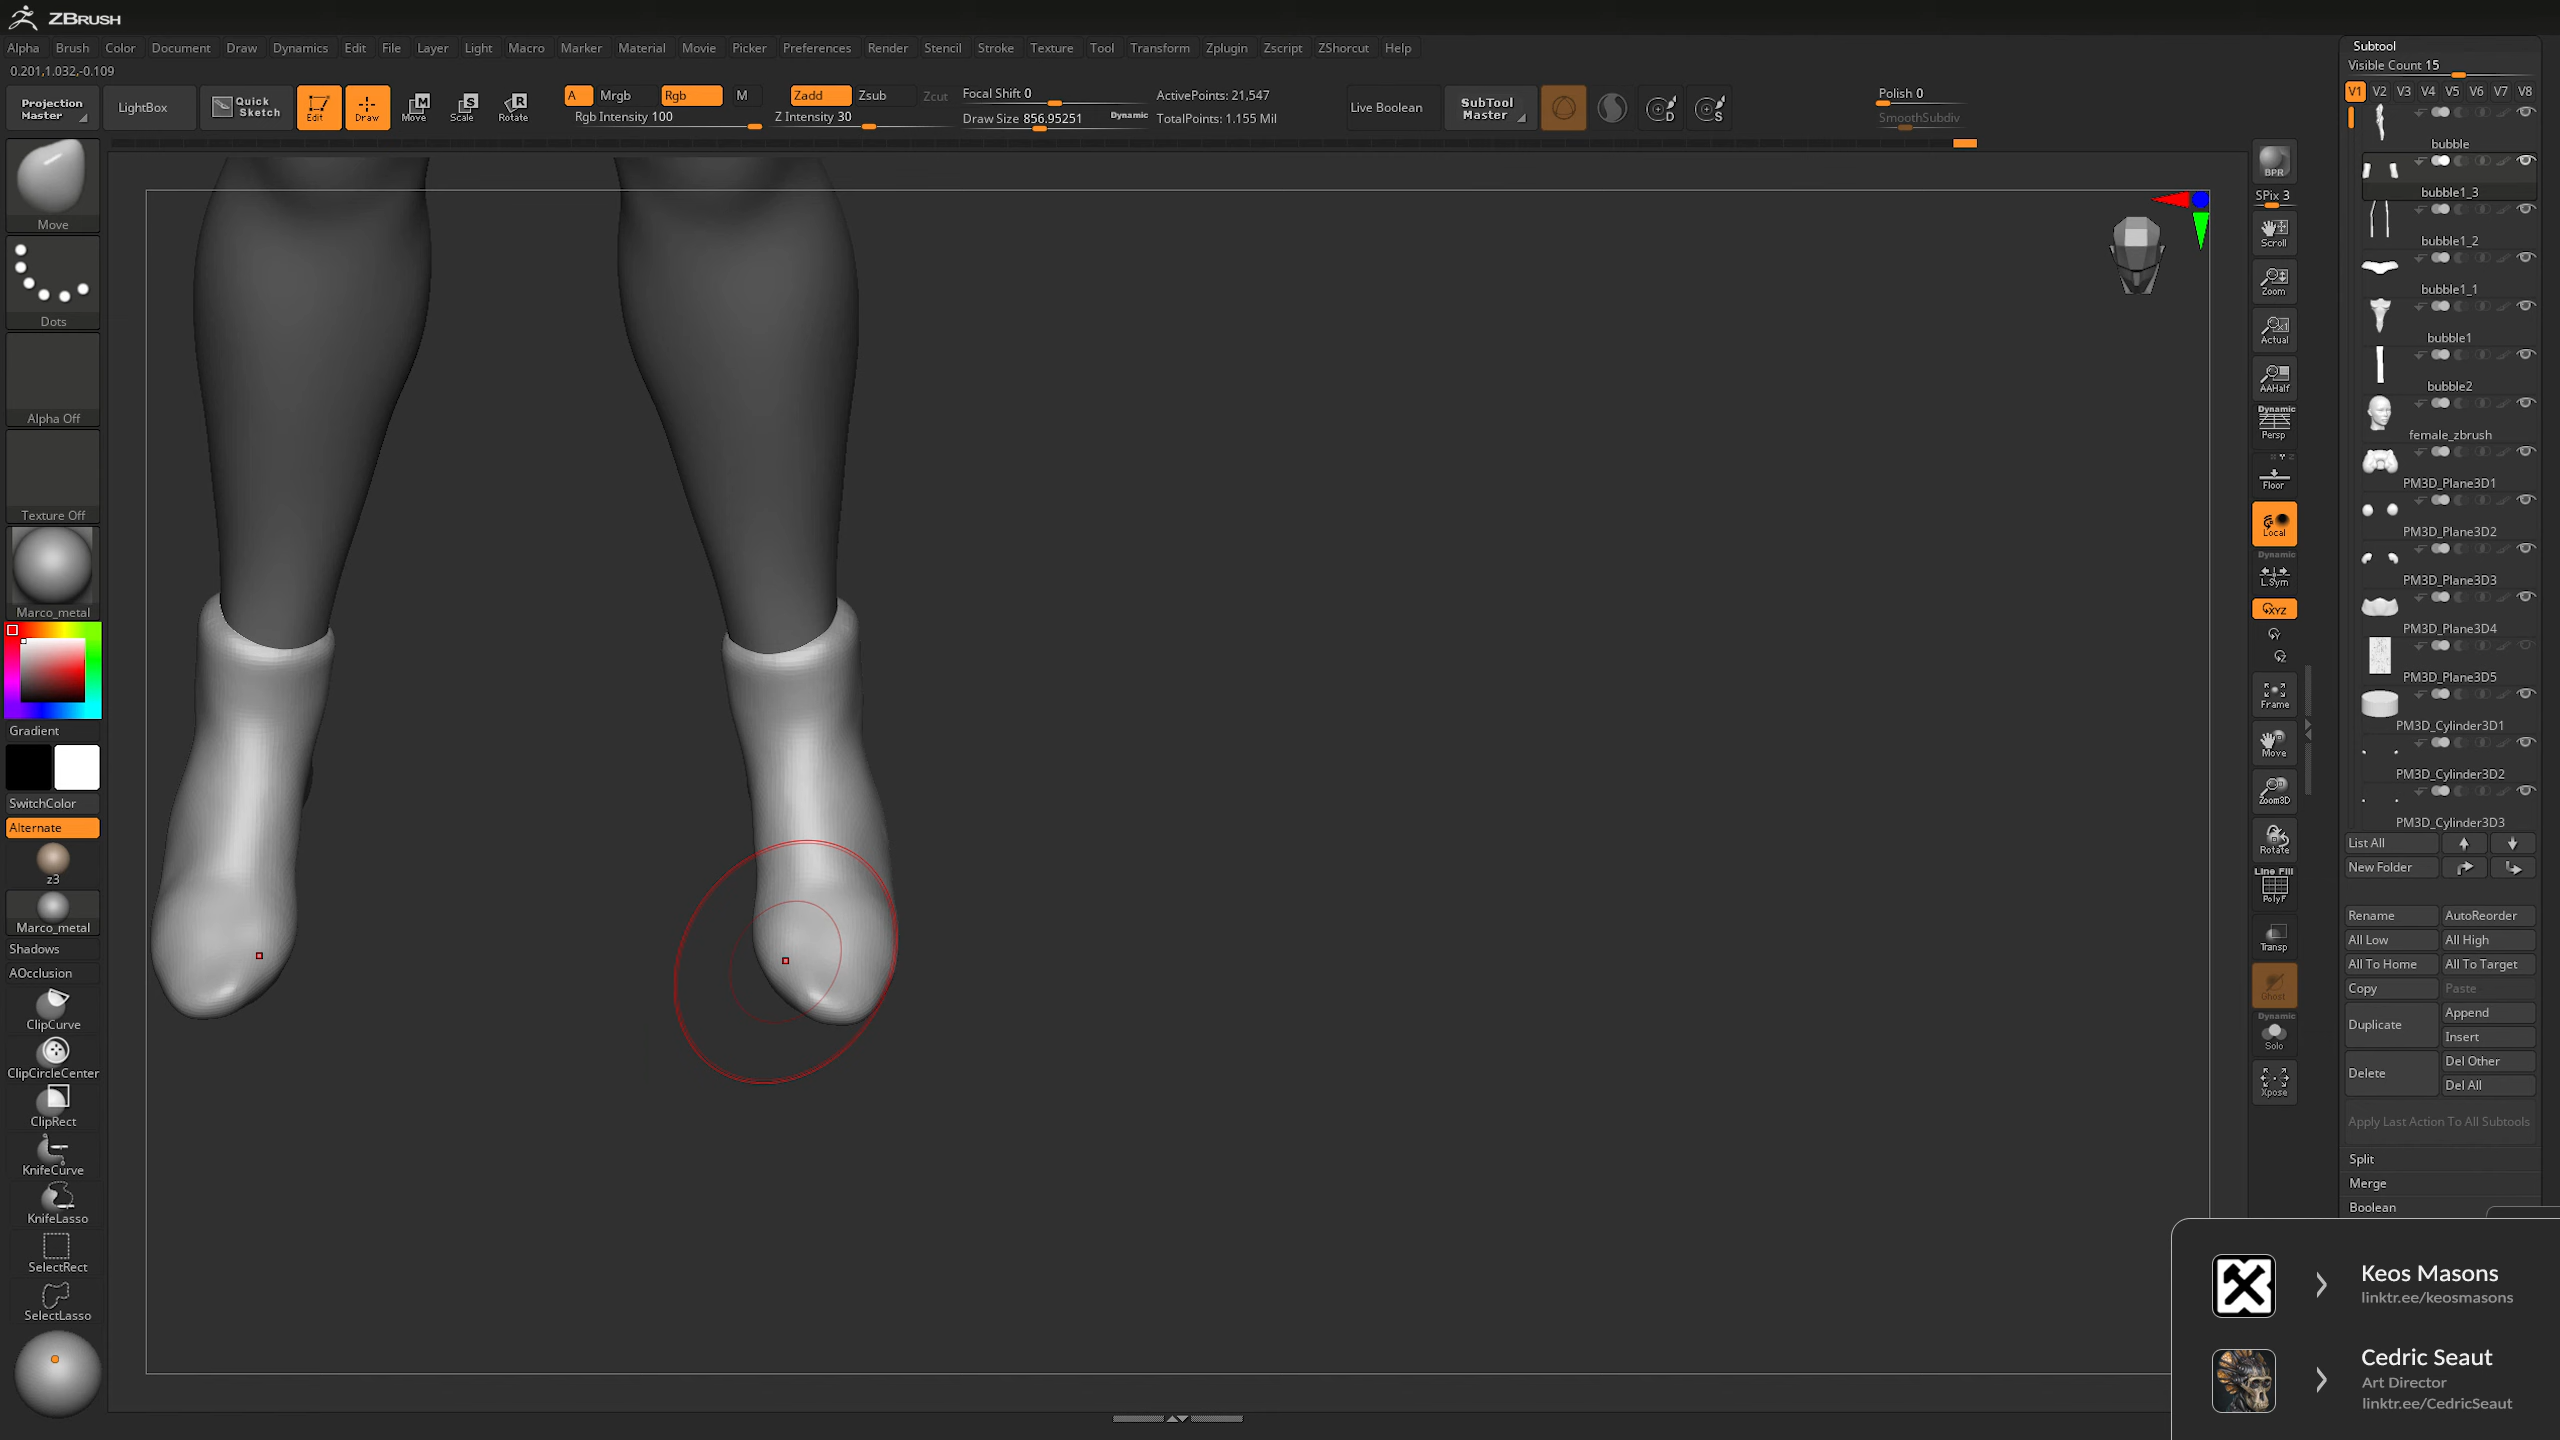 ZBRUSH
Alpha Brush Color Document Draw Dynamics Edit File Layer Light Macro Marker Material Movie Picker Preferences Render Stencil Stroke Texture Tool Transform Zplugin Zscript ZShorcut Help
0.201,1.032,-0.109
Projection Master
LightBox
Quick Sketch
Edit
Draw
Move
Scale
Rotate
A Mrgb Rgb M
Rgb Intensity 100
Zadd Zsub Zcut
Z Intensity 30
Focal Shift 0
Draw Size 856.95251
Dynamic
ActivePoints: 21,547
TotalPoints: 1.155 Mil
Live Boolean
SubTool Master
Polish 0
SmoothSubdiv
Move
Dots
Alpha Off
Texture Off
Marco_metal
Gradient
SwitchColor
Alternate
z3
Marco_metal
Shadows
AOcclusion
ClipCurve
ClipCircleCenter
ClipRect
KnifeCurve
KnifeLasso
SelectRect
SelectLasso
BPR
SPix 3
Scroll
Zoom
Actual
AAHalf
Dynamic
Persp
Floor
Local
Dynamic
L.Sym
XYZ
Frame
Move
Zoom3D
Rotate
Line Fill
PolyF
Transp
Ghost
Dynamic
Solo
Xpose
Subtool
Visible Count 15
V1 V2 V3 V4 V5 V6 V7 V8
bubble
bubble1_3
bubble1_2
bubble1_1
bubble1
bubble2
female_zbrush
PM3D_Plane3D1
PM3D_Plane3D2
PM3D_Plane3D3
PM3D_Plane3D4
PM3D_Plane3D5
PM3D_Cylinder3D1
PM3D_Cylinder3D2
PM3D_Cylinder3D3
List All
New Folder
Rename AutoReorder
All Low All High
All To Home All To Target
Copy Paste
Duplicate Append
Insert
Delete Del Other
Del All
Apply Last Action To All Subtools
Split
Merge
Boolean
Keos Masons
linktr.ee/keosmasons
Cedric Seaut
Art Director
linktr.ee/CedricSeaut